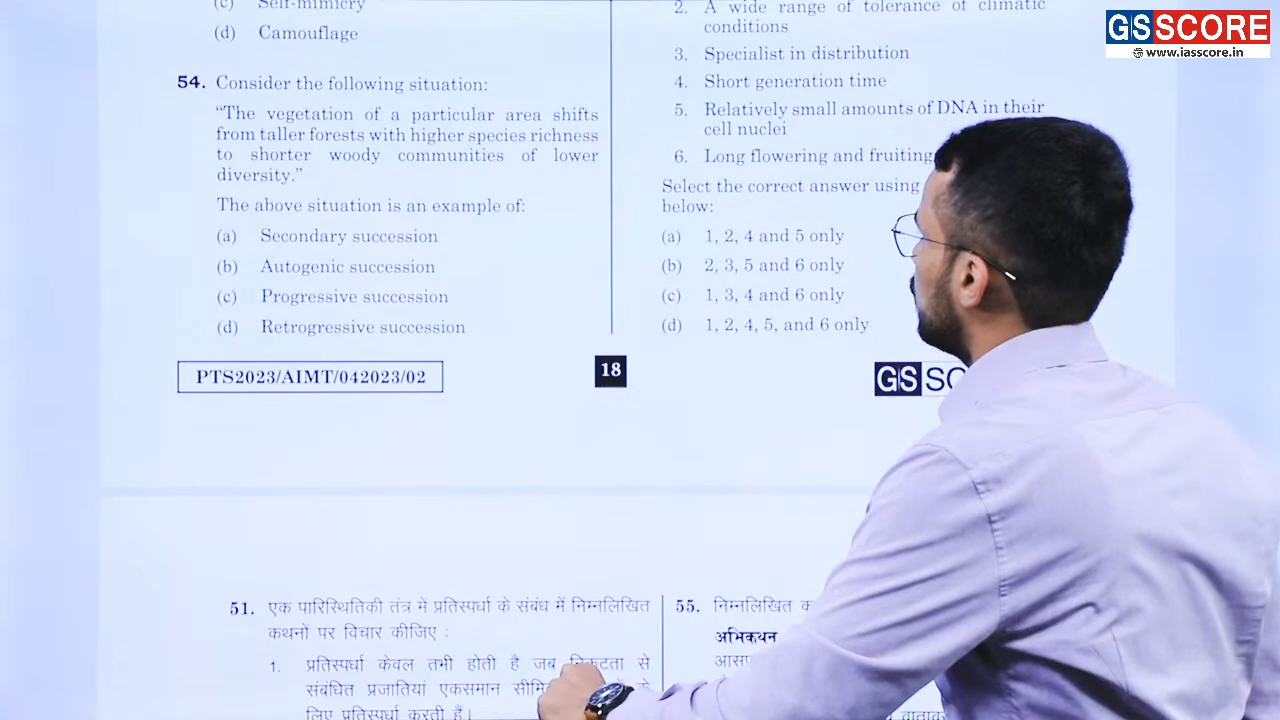 (c) Self-mimicry
(d) Camouflage
54. Consider the following situation:
“The vegetation of a particular area shifts
from taller forests with higher species richness
to shorter woody communities of lower
diversity.”
The above situation is an example of:
(a) Secondary succession
(b) Autogenic succession
(c) Progressive succession
(d) Retrogressive succession
2. A wide range of tolerance of climatic
conditions
3. Specialist in distribution
4. Short generation time
5. Relatively small amounts of DNA in their
cell nuclei
6. Long flowering and fruiting
Select the correct answer using
below:
(a) 1, 2, 4 and 5 only
(b) 2, 3, 5 and 6 only
(c) 1, 3, 4 and 6 only
(d) 1, 2, 4, 5, and 6 only
PTS2023/AIMT/042023/02
18
GS
51. एक पारिस्थितिकी तंत्र में प्रतिस्पर्धा के संबंध में निम्नलिखित
कथनों पर विचार कीजिए :
1. प्रतिस्पर्धा केवल तभी होती है जब निकटता से
संबंधित प्रजातियां एकसमान
लिए प्रतिस्पर्धा करती हैं।
55. निम्नलिखित
अभिकथन
GSSCORE
www.iasscore.in